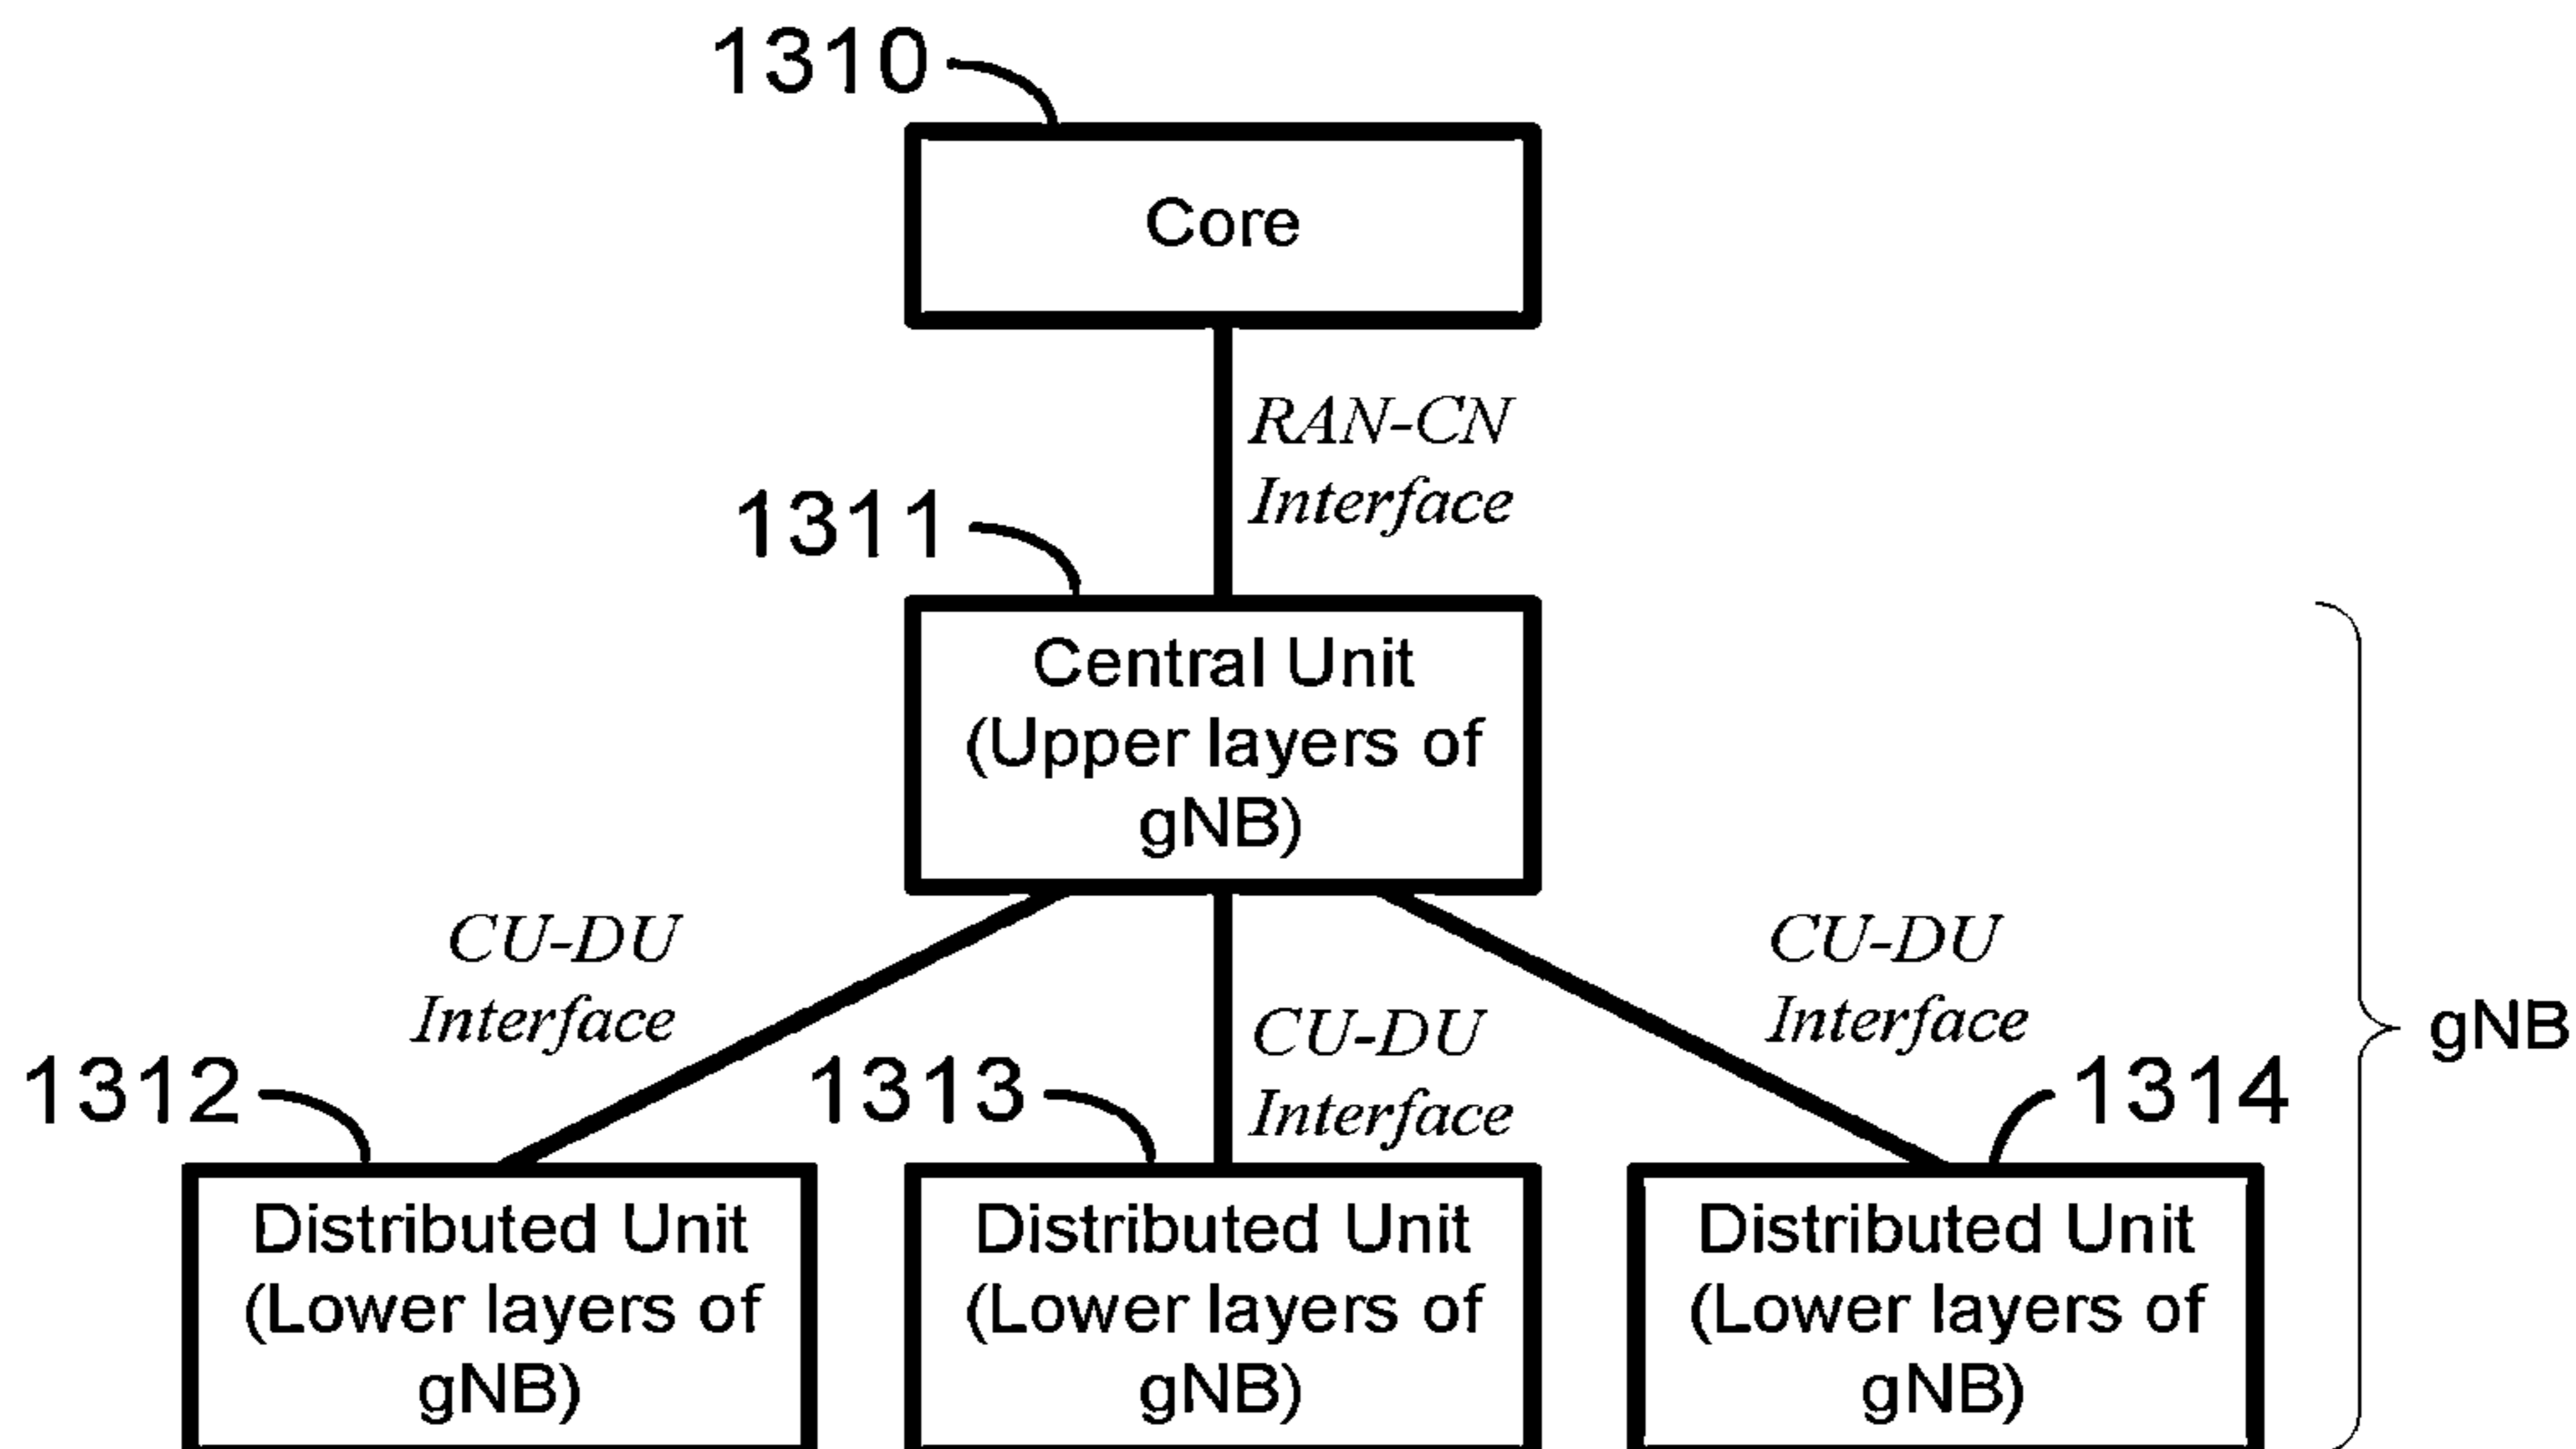 1310
Core
RAN-CN
Interface
1311
Central Unit
(Upper layers of
gNB)
CU-DU
Interface
CU-DU
Interface
CU-DU
Interface
gNB
1312
1313
1314
Distributed Unit
(Lower layers of
gNB)
Distributed Unit
(Lower layers of
gNB)
Distributed Unit
(Lower layers of
gNB)